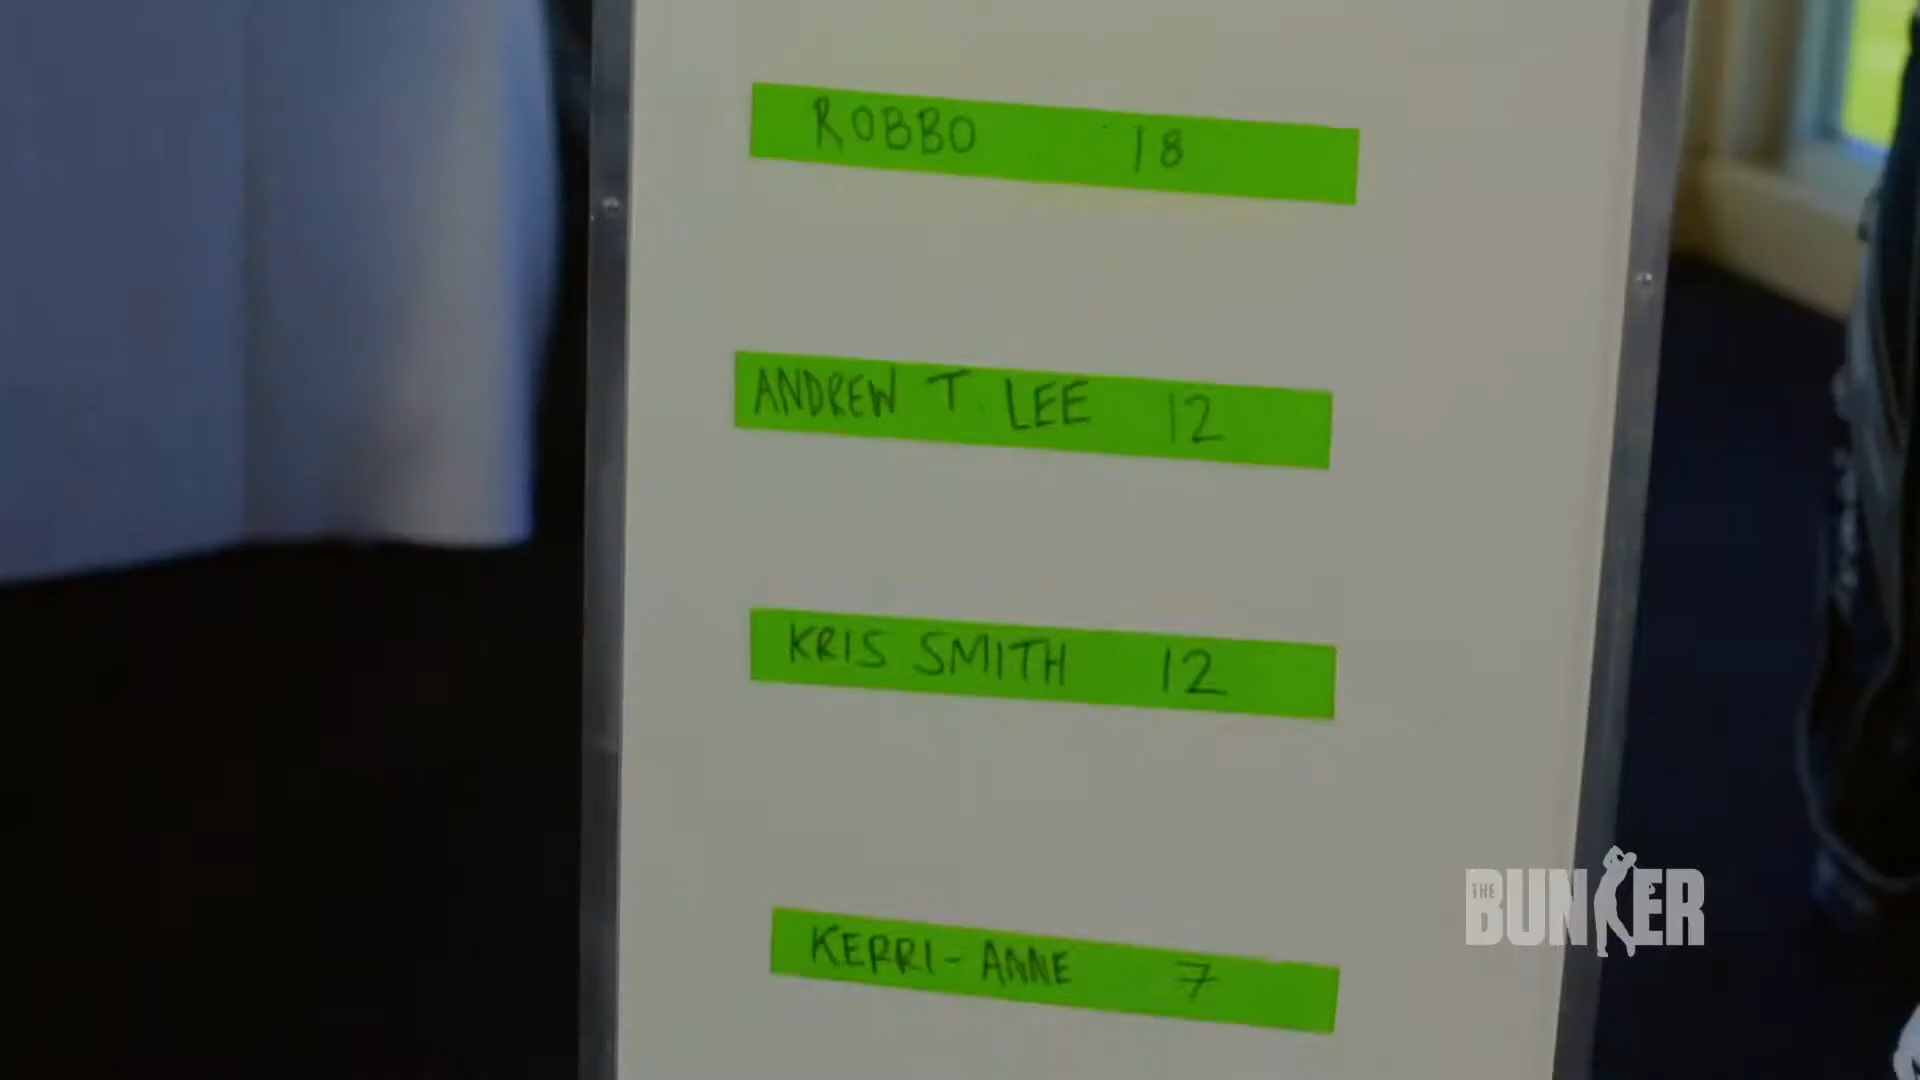 ROBBO 18
ANDREW T. LEE 12
KRIS SMITH 12
KERRI-ANNE 7
THE BUNKER